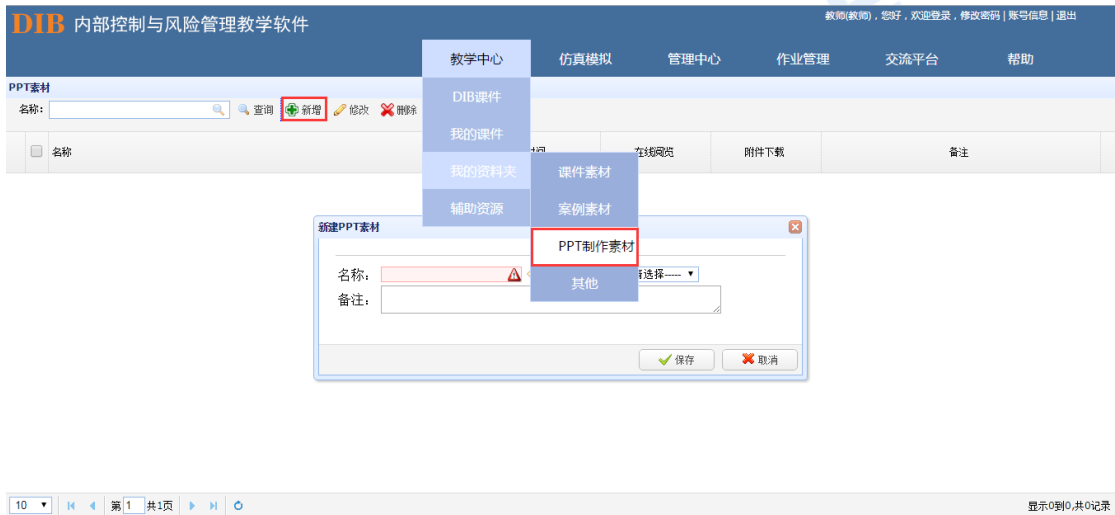 DIB 内部控制与风险管理教学软件
教师(教师)，您好，欢迎登录，修改密码 | 账号信息 | 退出
教学中心 仿真模拟 管理中心 作业管理 交流平台 帮助
PPT素材
名称： 查询 新增 修改 删除
DIB课件
我的课件
我的资料夹
辅助资源
名称 在线阅览 附件下载 备注
课件素材
案例素材
PPT制作素材
其他
新建PPT素材
名称： 选择----- ▼
备注：
保存 取消
10 ▼ 第 1 共1页
显示0到0,共0记录